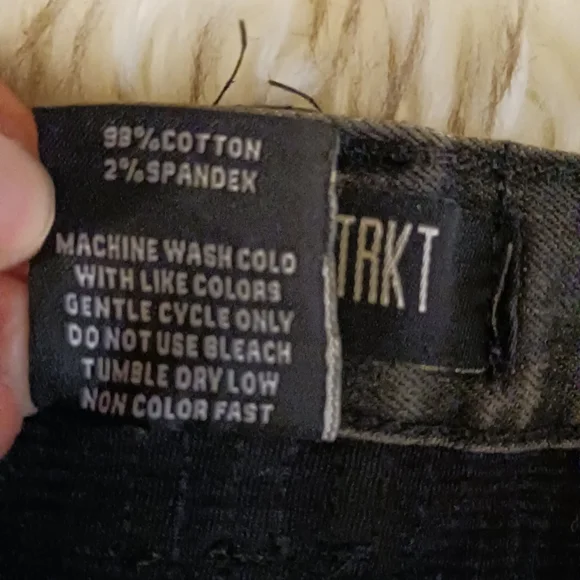 98%COTTON
2%SPANDEX
MACHINE WASH COLD
WITH LIKE COLORS
GENTLE CYCLE ONLY
DO NOT USE BLEACH
TUMBLE DRY LOW
NON COLOR FAST
TRKT